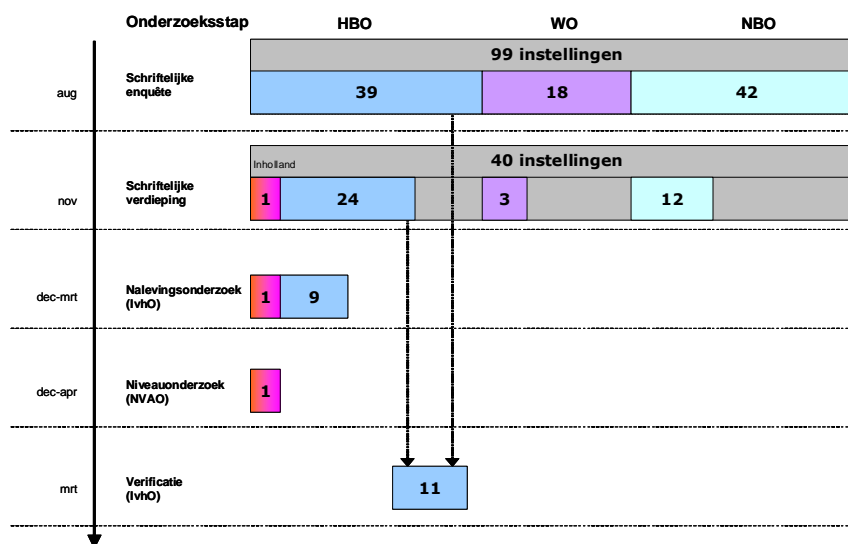 Onderzoeksstap HBO WO NBO
99 instellingen
aug
Schriftelijke
enquête
39 18 42
40 instellingen
Inholland
nov
Schriftelijke
verdieping
1 24 3 12
dec-mrt
Nalevingsonderzoek
(IvhO)
1 9
dec-apr
Niveauonderzoek
(NVAO)
1
mrt
Verificatie
(IvhO)
11